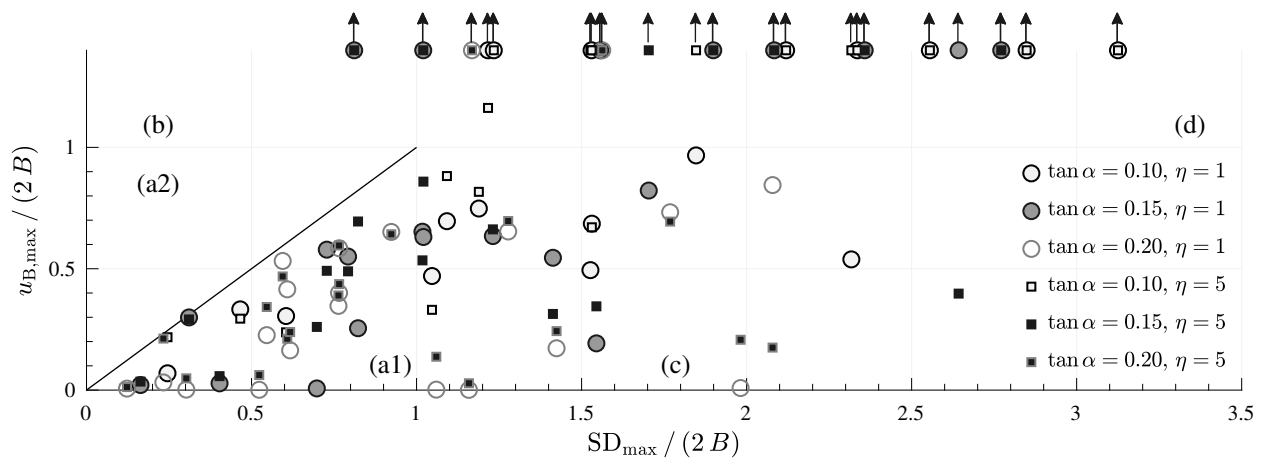 (b)
(d)
(a2)
1
0.5
0
u_B,max / (2 B)
tan α = 0.10, η = 1
tan α = 0.15, η = 1
tan α = 0.20, η = 1
tan α = 0.10, η = 5
tan α = 0.15, η = 5
tan α = 0.20, η = 5
(a1)
(c)
0 0.5 1 1.5 2 2.5 3 3.5
SD_max / (2 B)